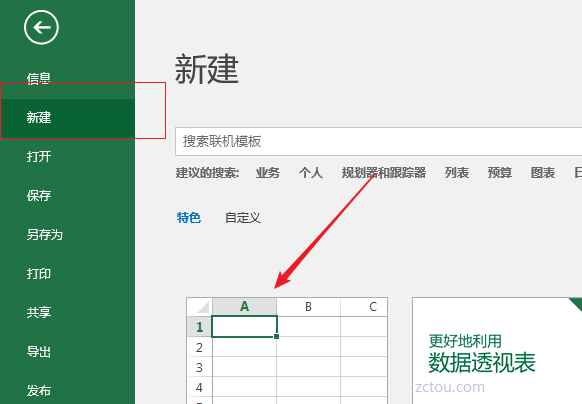 信息
新建
打开
保存
另存为
打印
共享
导出
发布
新建
搜索联机模板
建议的搜索: 业务 个人 规划器和跟踪器 列表 预算 图表
特色 自定义
A B C
1
2
3
4
更好地利用
数据透视表
zctou.com